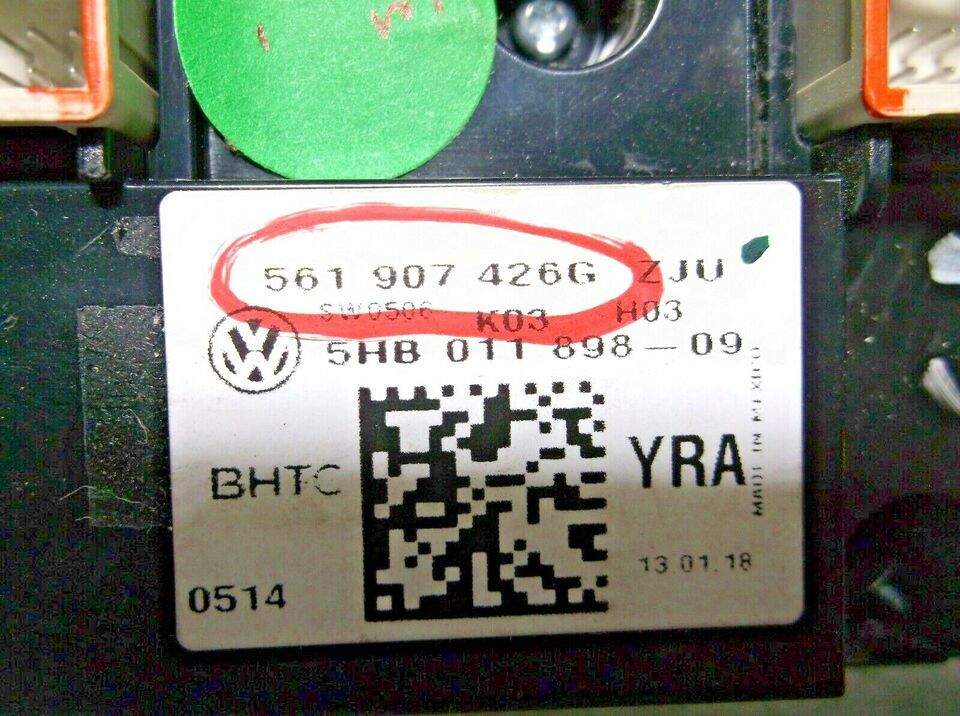 561 907 426G ZJU
SW0506 K03 H03
5HB 011 898-09
MADE IN MEXICO
BHTC
YRA
13.01.18
0514